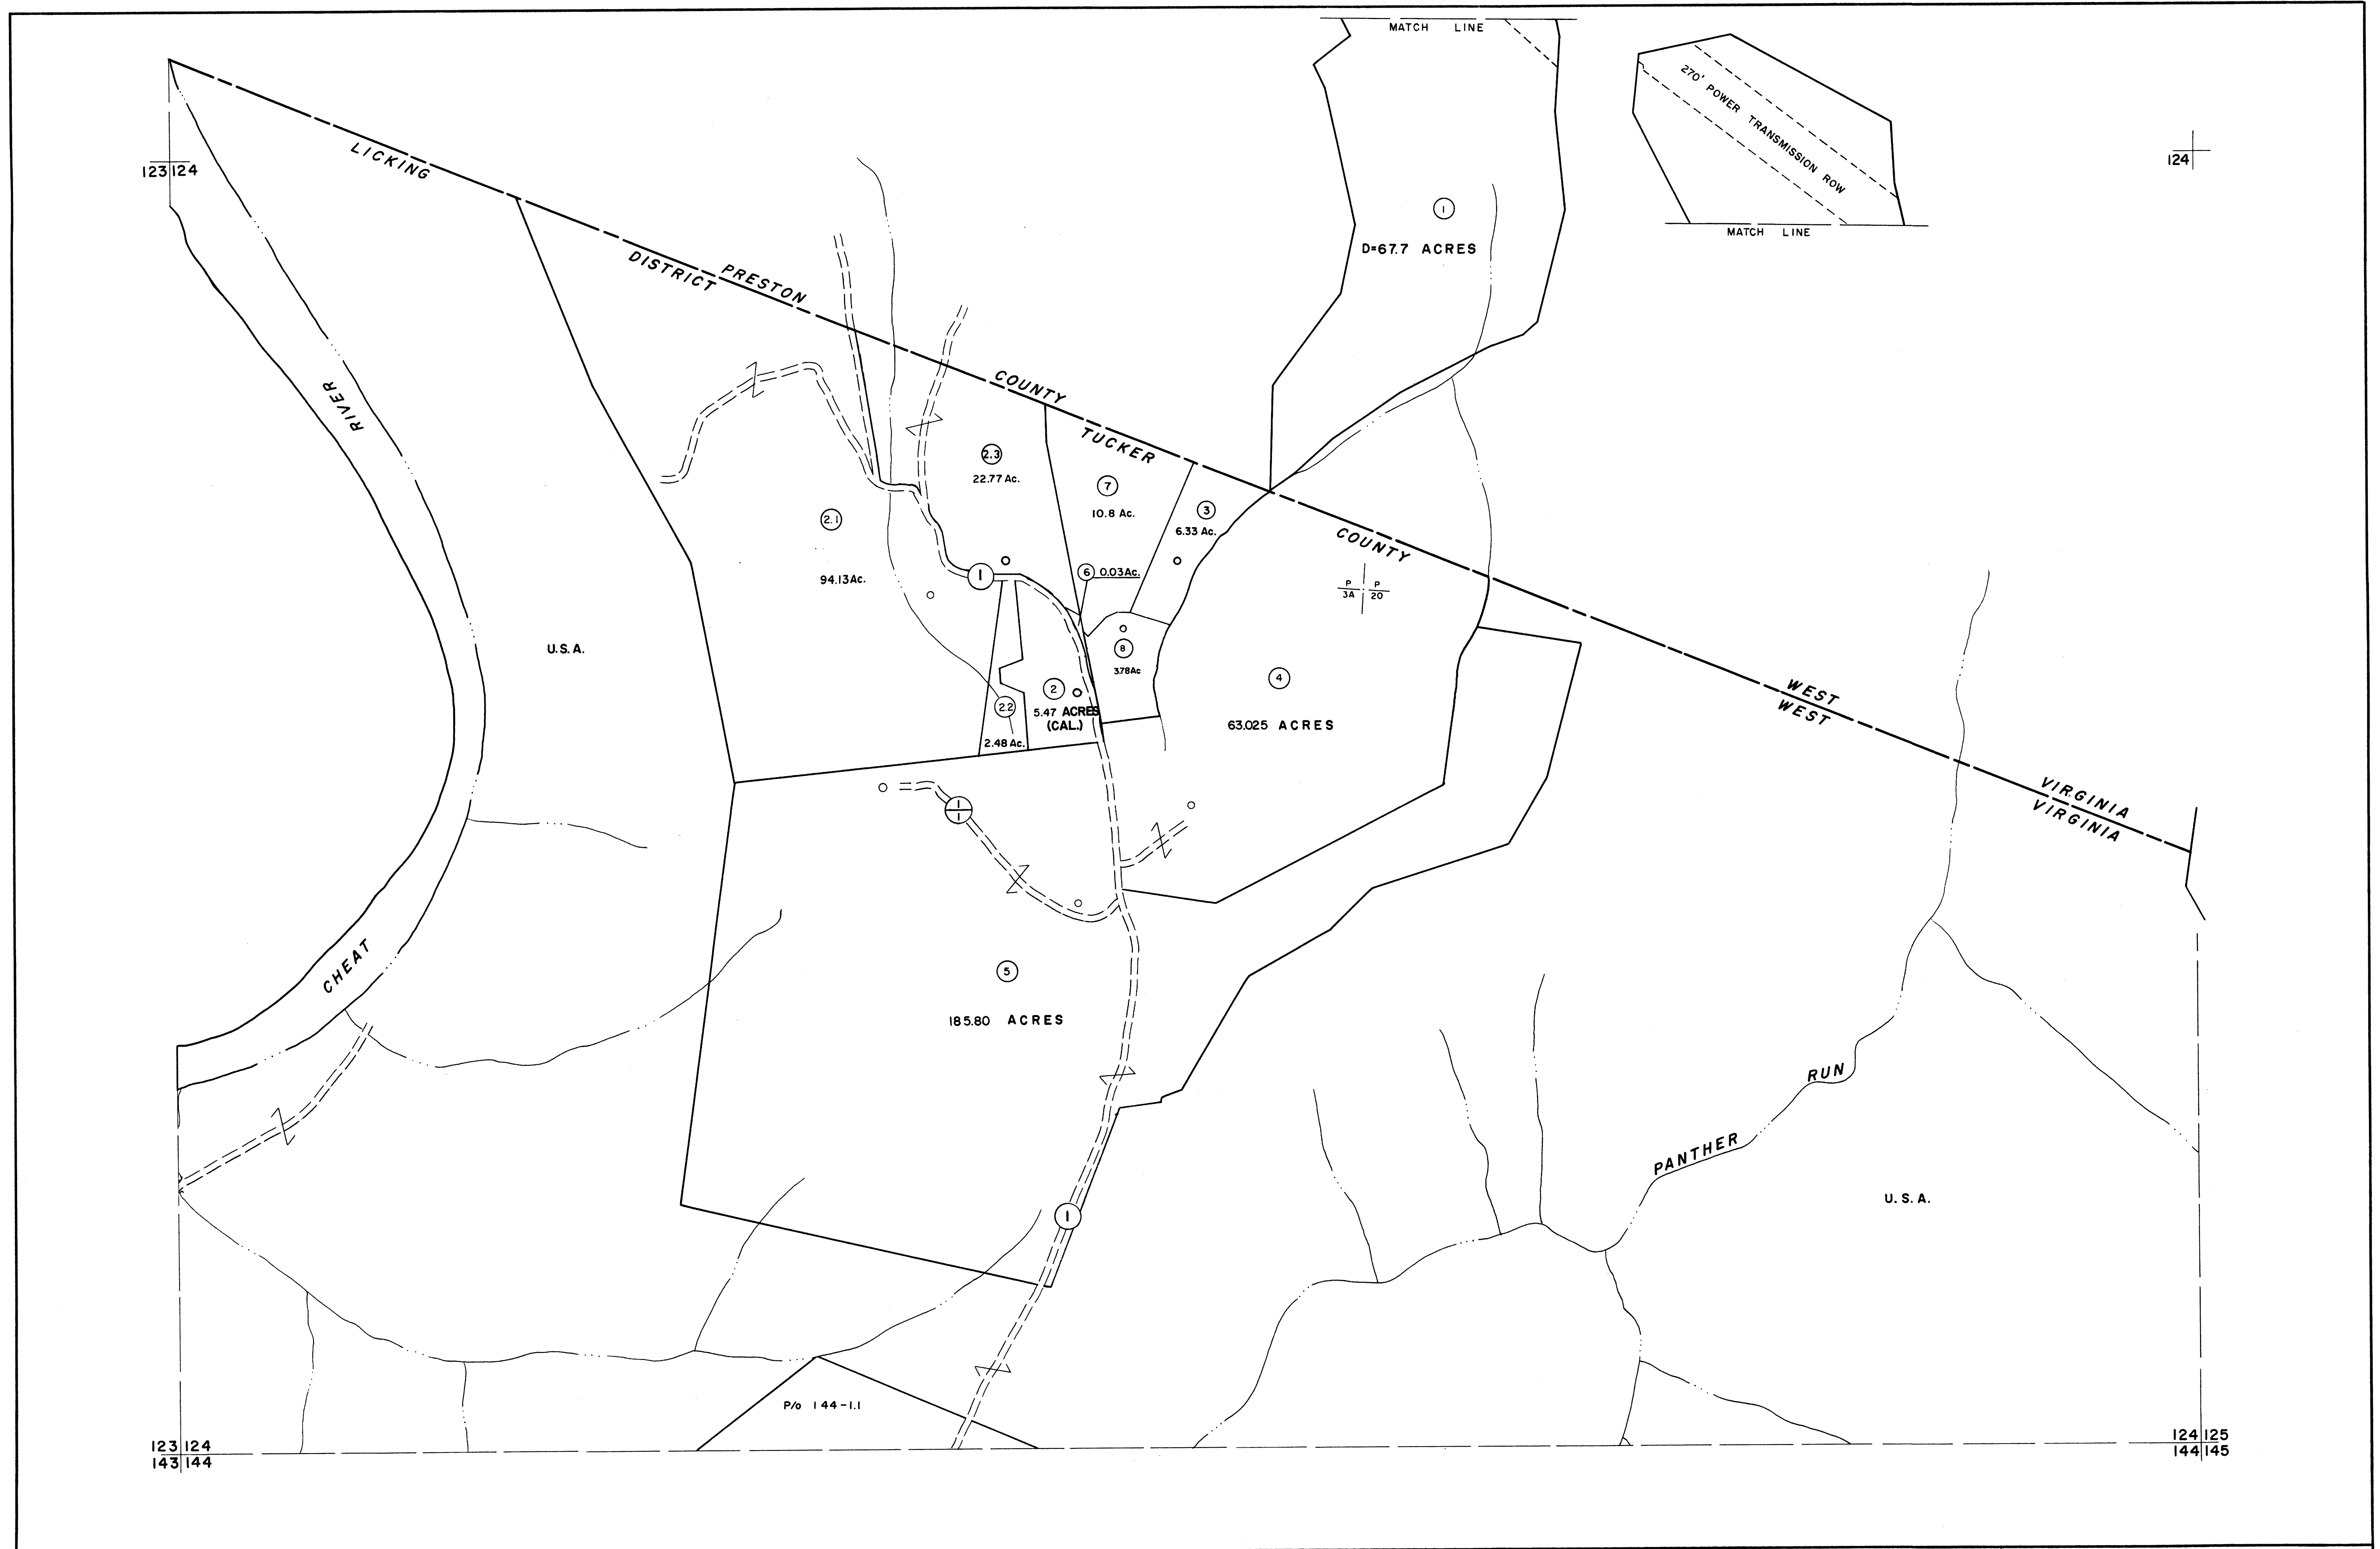 MATCH LINE
270' POWER TRANSMISSION ROW
MATCH LINE
123 124
124
LICKING
DISTRICT
PRESTON
COUNTY
TUCKER
COUNTY
WEST
WEST
VIRGINIA
VIRGINIA
1
D=67.7 ACRES
RIVER
CHEAT
U.S.A.
2.1
94.13Ac.
2.3
22.77 Ac.
7
10.8 Ac.
3
6.33 Ac.
6 0.03Ac.
1
P P
3A 20
8
3.78Ac
2
5.47 ACRES
(CAL.)
2.2
2.48 Ac.
4
63.025 ACRES
1
1
5
185.80 ACRES
1
RUN
PANTHER
U.S.A.
P/o 144-1.1
123 124
143 144
124 125
144 145